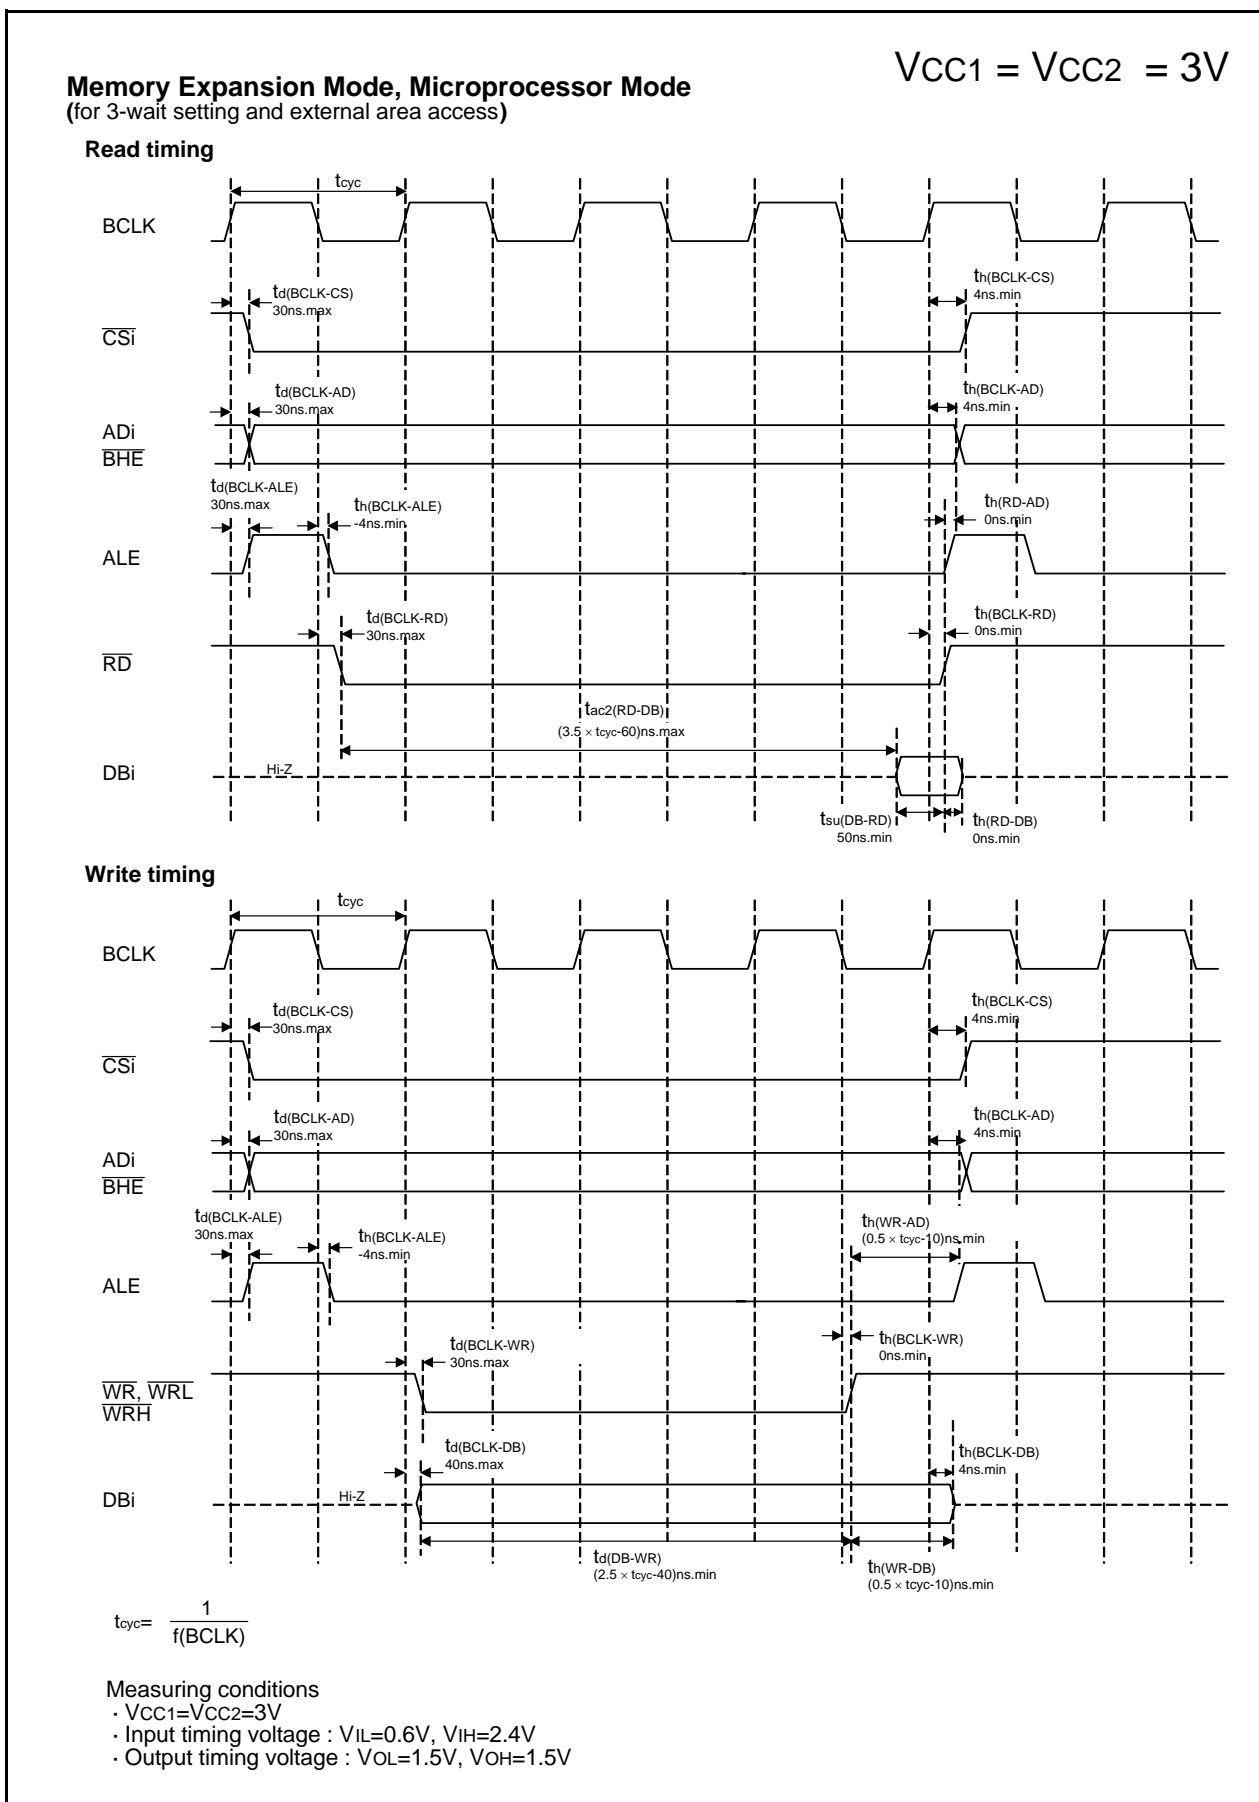 VCC1 = VCC2 = 3V
Memory Expansion Mode, Microprocessor Mode
(for 3-wait setting and external area access)
Read timing
tcyc
BCLK
td(BCLK-CS)
30ns.max
th(BCLK-CS)
4ns.min
CSi
td(BCLK-AD)
30ns.max
th(BCLK-AD)
4ns.min
ADi
BHE
td(BCLK-ALE)
30ns.max
th(BCLK-ALE)
-4ns.min
th(RD-AD)
0ns.min
ALE
td(BCLK-RD)
30ns.max
th(BCLK-RD)
0ns.min
RD
tac2(RD-DB)
(3.5 × tcyc-60)ns.max
DBi
Hi-Z
tsu(DB-RD)
50ns.min
th(RD-DB)
0ns.min
Write timing
tcyc
BCLK
td(BCLK-CS)
30ns.max
th(BCLK-CS)
4ns.min
CSi
td(BCLK-AD)
30ns.max
th(BCLK-AD)
4ns.min
ADi
BHE
td(BCLK-ALE)
30ns.max
th(BCLK-ALE)
-4ns.min
th(WR-AD)
(0.5 × tcyc-10)ns.min
ALE
td(BCLK-WR)
30ns.max
th(BCLK-WR)
0ns.min
WR, WRL
WRH
td(BCLK-DB)
40ns.max
th(BCLK-DB)
4ns.min
DBi
Hi-Z
td(DB-WR)
(2.5 × tcyc-40)ns.min
th(WR-DB)
(0.5 × tcyc-10)ns.min
tcyc= 1
f(BCLK)
Measuring conditions
· VCC1=VCC2=3V
· Input timing voltage : VIL=0.6V, VIH=2.4V
· Output timing voltage : VOL=1.5V, VOH=1.5V